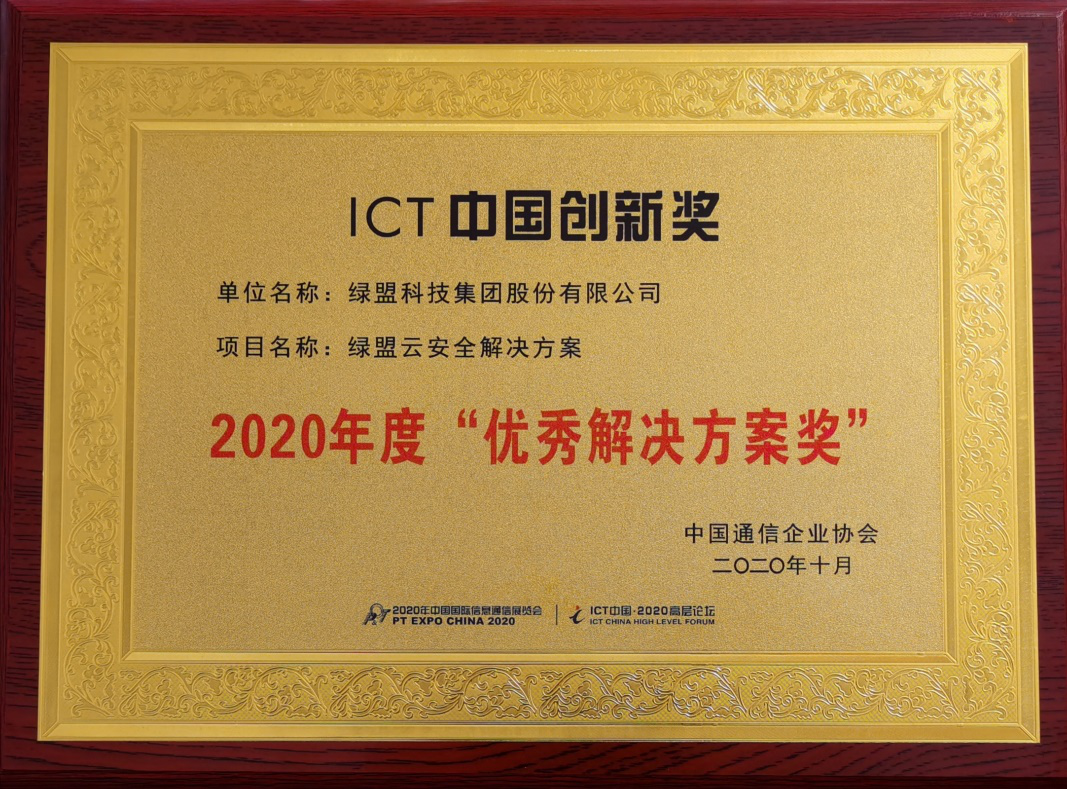 ICT 中国创新奖
单位名称：绿盟科技集团股份有限公司
项目名称：绿盟云安全解决方案
2020年度“优秀解决方案奖”
中国通信企业协会
二〇二〇年十月
PT 2020年中国国际信息通信展览会
PT EXPO CHINA 2020
ICT中国·2020高层论坛
ICT CHINA HIGH LEVEL FORUM